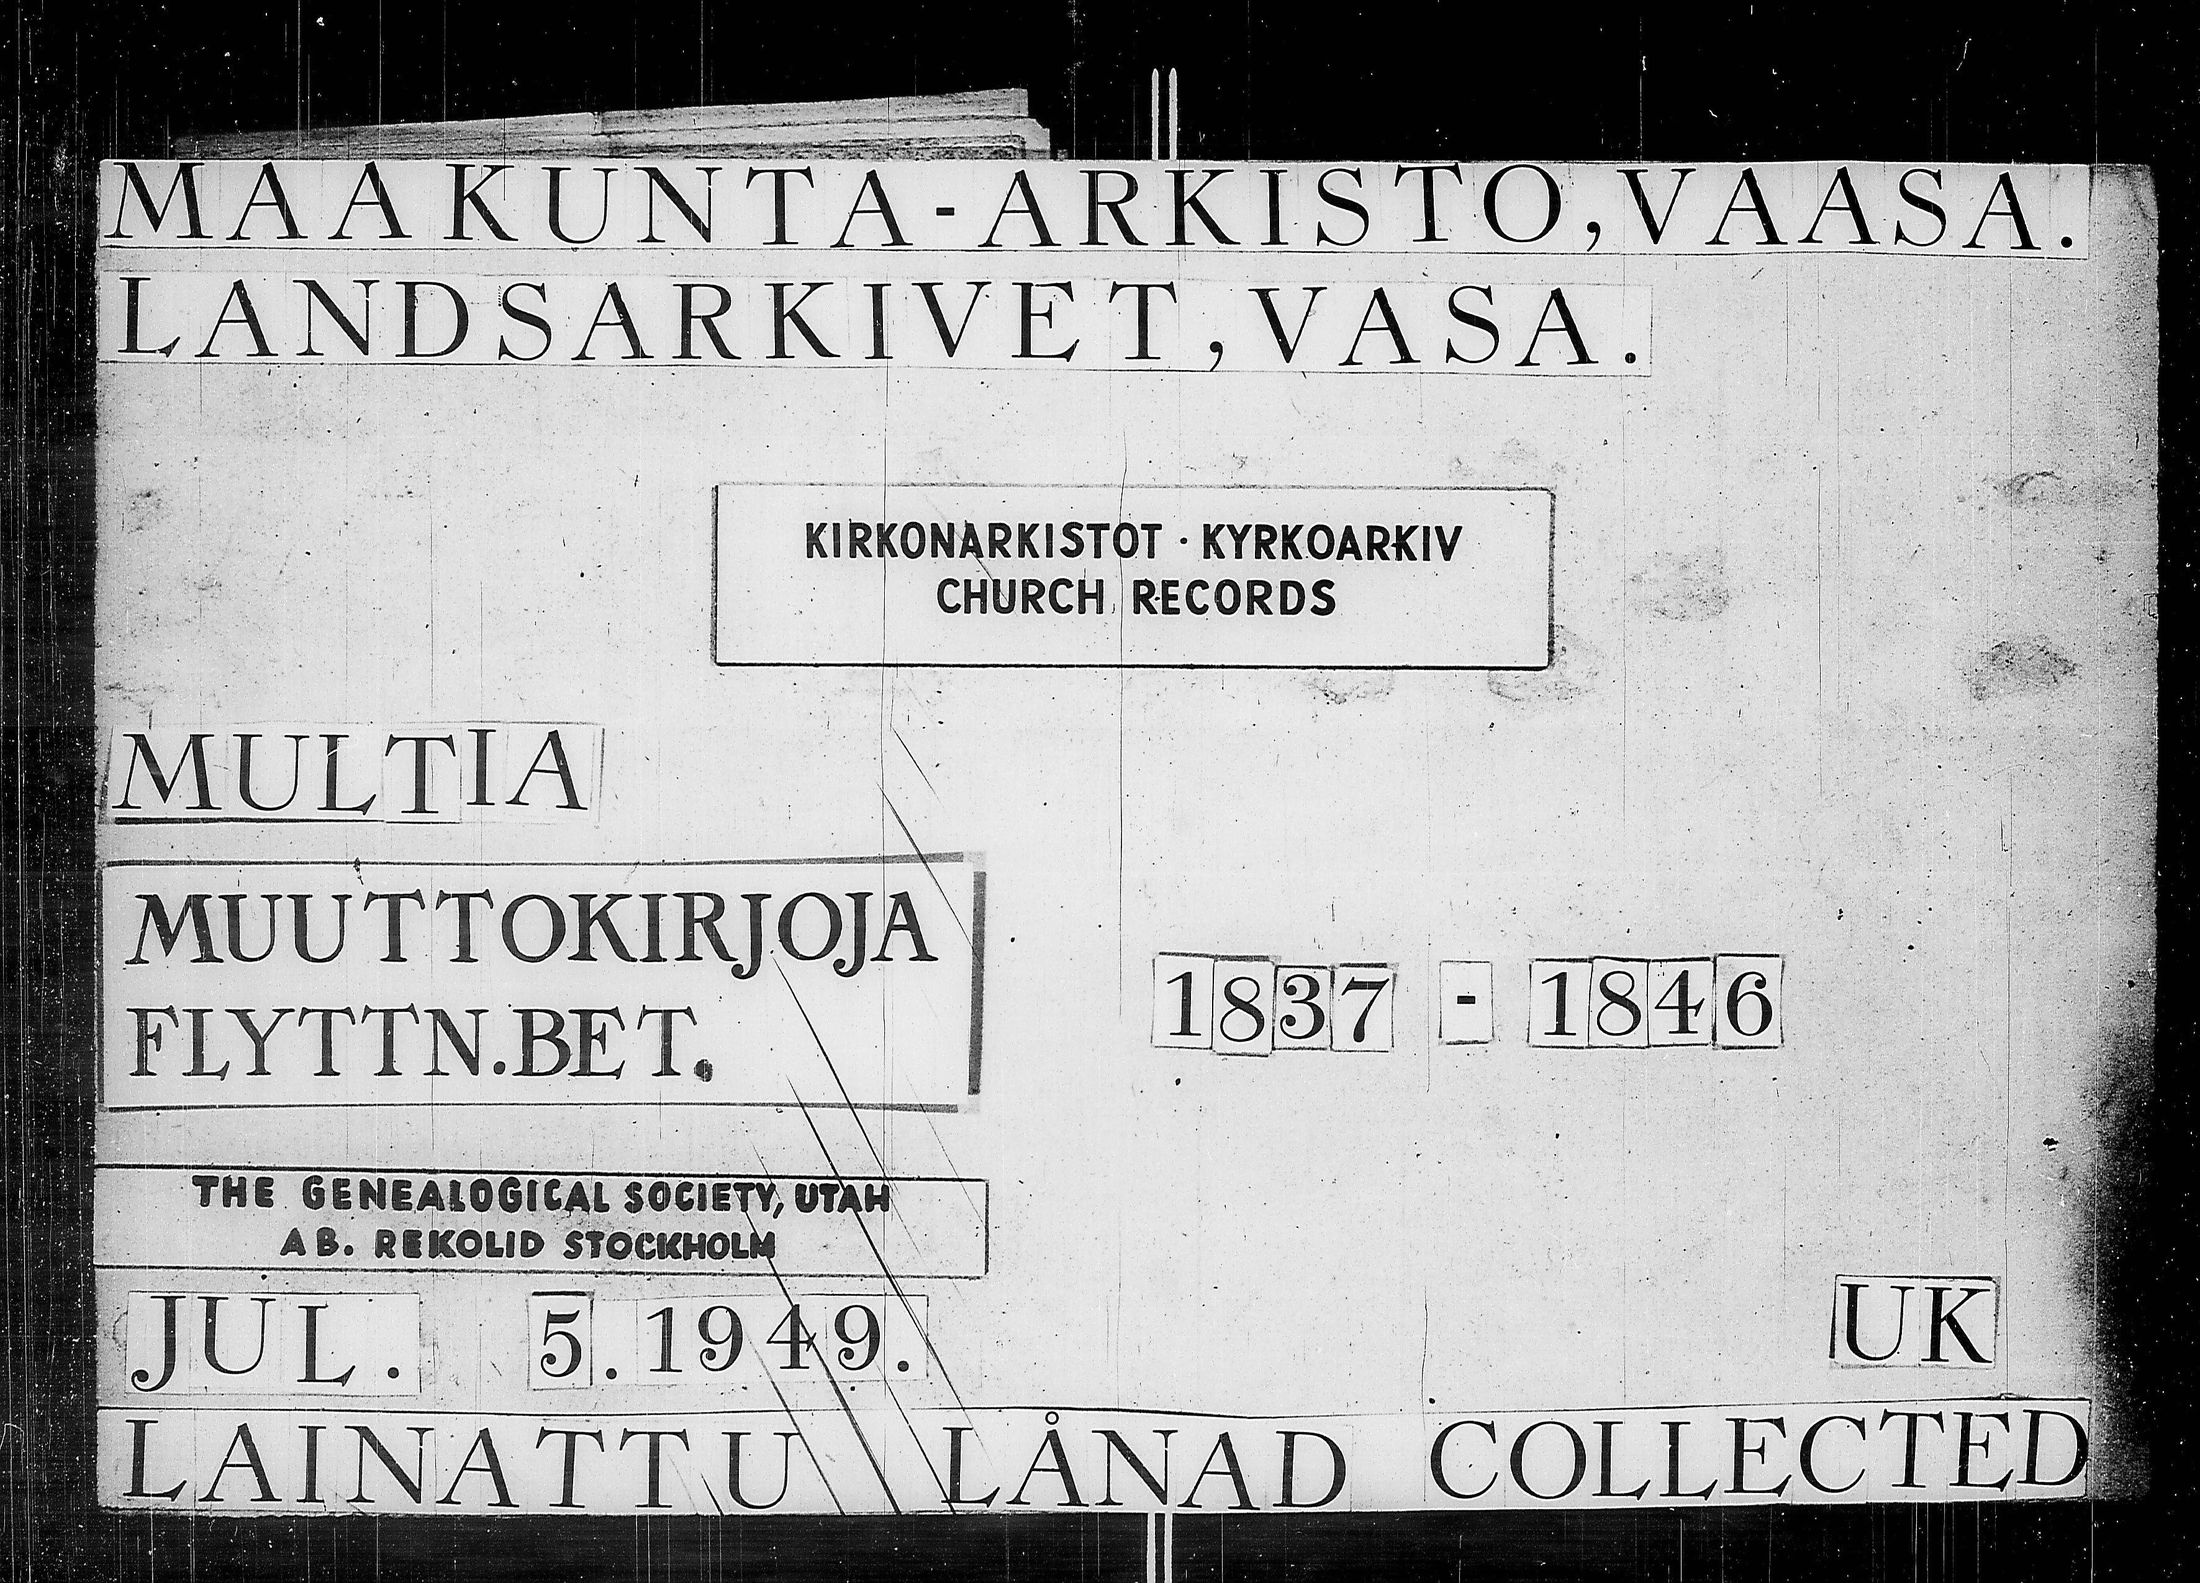 MAAKUNTA-ARKISTO, VAASA.
LANDSARKIVET, VASA.
KIRKONARKISTOT · KYRKOARKIV
CHURCH RECORDS
MULTIA
MUUTTOKIRJOJA
FLYTTN.BET.
1837 - 1846
THE GENEALOGICAL SOCIETY, UTAH
AB. REKOLID STOCKHOLM
JUL. 5. 1949.
UK
LAINATTU LÅNAD COLLECTED